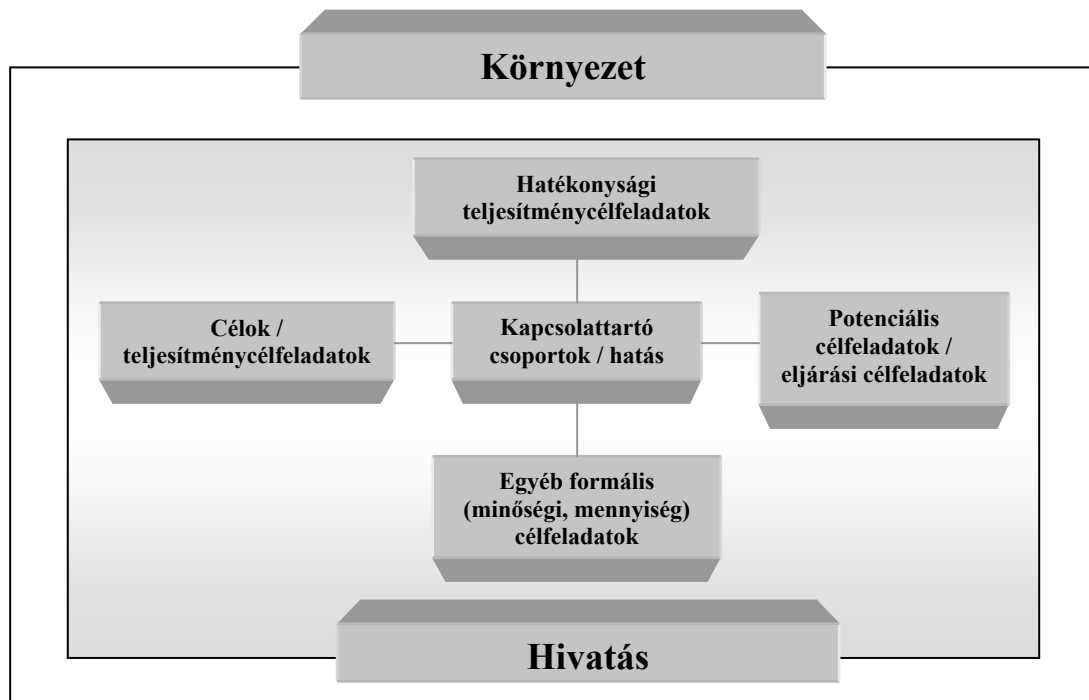 Környezet
Hatékonysági
teljesítménycélfeladatok
Célok /
teljesítménycélfeladatok
Kapcsolattartó
csoportok / hatás
Potenciális
célfeladatok /
eljárási célfeladatok
Egyéb formális
(minőségi, mennyiség)
célfeladatok
Hivatás